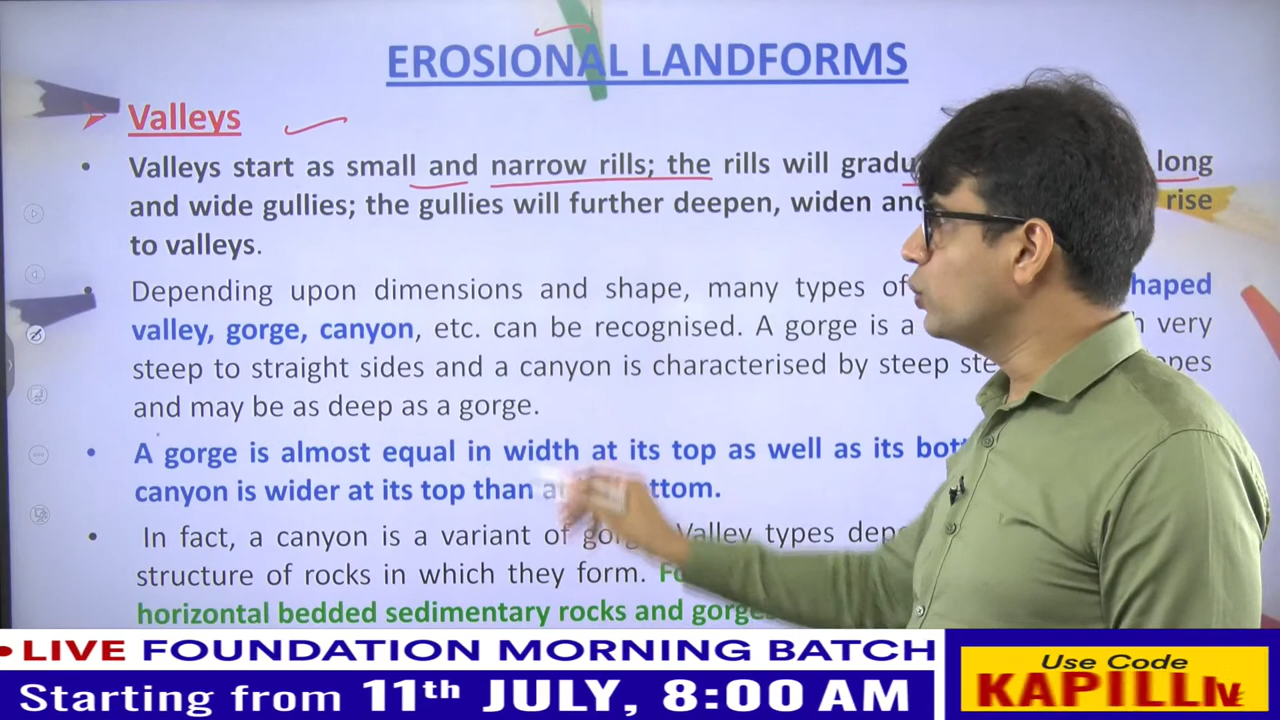 EROSIONAL LANDFORMS
Valleys
• Valleys start as small and narrow rills; the rills will gradu long
and wide gullies; the gullies will further deepen, widen and rise
to valleys.
• Depending upon dimensions and shape, many types of haped
valley, gorge, canyon, etc. can be recognised. A gorge is a very
steep to straight sides and a canyon is characterised by steep ste
and may be as deep as a gorge.
• A gorge is almost equal in width at its top as well as its bott
canyon is wider at its top than ttom.
• In fact, a canyon is a variant of gorg Valley types dep
structure of rocks in which they form.
horizontal bedded sedimentary rocks and gorge
• LIVE FOUNDATION MORNING BATCH
Starting from 11th JULY, 8:00 AM
Use Code
KAPILLIVE